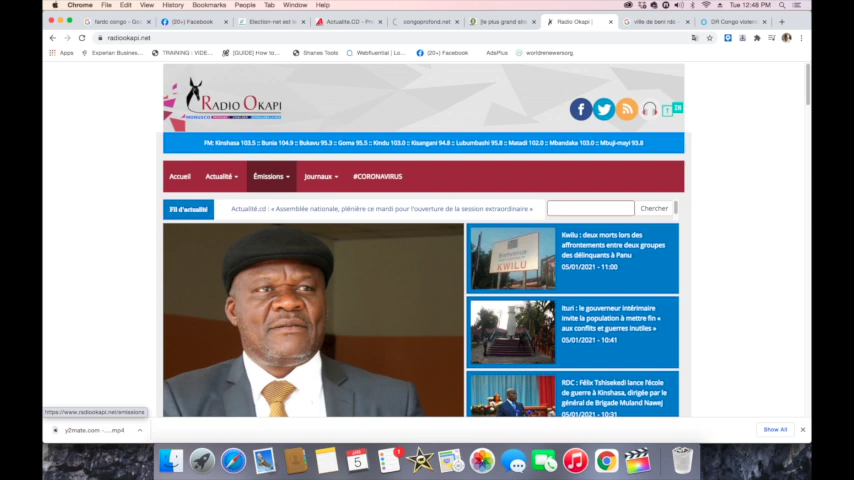 Chrome File Edit View History Bookmarks People Tab Window Help
Tue 12:48 PM
fardc congo - Goo
(20+) Facebook
Election-net est le
Actualite.CD - Pre
congoprofond.net
[le plus grand site
Radio Okapi |
ville de beni rdc -
DR Congo violen
radiookapi.net
Apps
Experian Busines...
TRAINING : VIDE...
[GUIDE] How to...
Shares Tools
Webfluential | Lo...
(20+) Facebook
AdsPlus
worldrenewersorg
RADIO OKAPI
FM: Kinshasa 103.5 :: Bunia 104.9 :: Bukavu 95.3 :: Goma 95.5 :: Kindu 103.0 :: Kisangani 94.8 :: Lubumbashi 95.8 :: Matadi 102.0 :: Mbandaka 103.0 :: Mbuji-mayi 93.8
Accueil Actualité Émissions Journaux #CORONAVIRUS
Fil d'actualité
Actualité.cd : « Assemblée nationale, plénière ce mardi pour l'ouverture de la session extraordinaire »
Chercher
Bienvenue
KWILU
Kwilu : deux morts lors des
affrontements entre deux groupes
des délinquants à Panu
05/01/2021 - 11:00
Ituri : le gouverneur intérimaire
invite la population à mettre fin «
aux conflits et guerres inutiles »
05/01/2021 - 10:41
RDC : Félix Tshisekedi lance l'école
de guerre à Kinshasa, dirigée par le
général de Brigade Muland Nawej
05/01/2021 - 10:31
https://www.radiookapi.net/emissions
y2mate.com - ....mp4
Show All
5
1